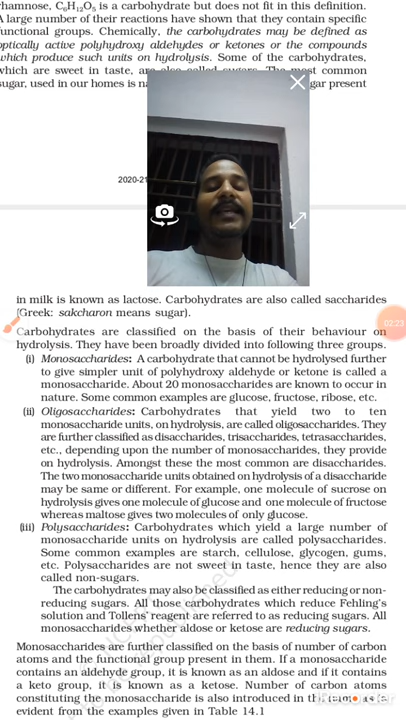 rhamnose, C₆H₁₂O₅ is a carbohydrate but does not fit in this definition.
A large number of their reactions have shown that they contain specific
functional groups. Chemically, the carbohydrates may be defined as
optically active polyhydroxy aldehydes or ketones or the compounds
which produce such units on hydrolysis. Some of the carbohydrates,
which are sweet in taste, are also called sugars. The most common
sugar, used in our homes is gar present
2020-21
in milk is known as lactose. Carbohydrates are also called saccharides
(Greek: sakcharon means sugar).
02:23
Carbohydrates are classified on the basis of their behaviour on
hydrolysis. They have been broadly divided into following three groups.
(i) Monosaccharides: A carbohydrate that cannot be hydrolysed further
to give simpler unit of polyhydroxy aldehyde or ketone is called a
monosaccharide. About 20 monosaccharides are known to occur in
nature. Some common examples are glucose, fructose, ribose, etc.
(ii) Oligosaccharides: Carbohydrates that yield two to ten
monosaccharide units, on hydrolysis, are called oligosaccharides. They
are further classified as disaccharides, trisaccharides, tetrasaccharides,
etc., depending upon the number of monosaccharides, they provide
on hydrolysis. Amongst these the most common are disaccharides.
The two monosaccharide units obtained on hydrolysis of a disaccharide
may be same or different. For example, one molecule of sucrose on
hydrolysis gives one molecule of glucose and one molecule of fructose
whereas maltose gives two molecules of only glucose.
(iii) Polysaccharides: Carbohydrates which yield a large number of
monosaccharide units on hydrolysis are called polysaccharides.
Some common examples are starch, cellulose, glycogen, gums,
etc. Polysaccharides are not sweet in taste, hence they are also
called non-sugars.
The carbohydrates may also be classified as either reducing or non-
reducing sugars. All those carbohydrates which reduce Fehling's
solution and Tollens' reagent are referred to as reducing sugars. All
monosaccharides whether aldose or ketose are reducing sugars.
Monosaccharides are further classified on the basis of number of carbon
atoms and the functional group present in them. If a monosaccharide
contains an aldehyde group, it is known as an aldose and if it contains
a keto group, it is known as a ketose. Number of carbon atoms
constituting the monosaccharide is also introduced in the as is
evident from the examples given in Table 14.1